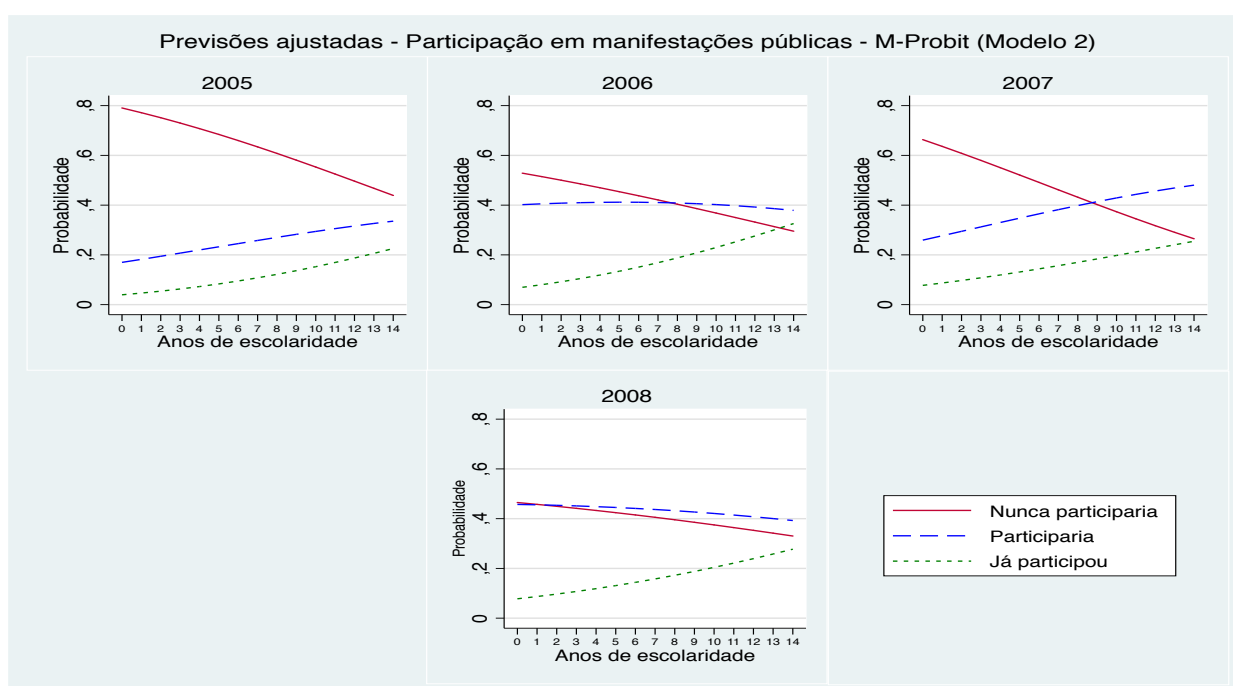 Previsões ajustadas - Participação em manifestações públicas - M-Probit (Modelo 2)
2005
Probabilidade
0 ,2 ,4 ,6 ,8
0 1 2 3 4 5 6 7 8 9 10 11 12 13 14
Anos de escolaridade
2006
Probabilidade
0 ,2 ,4 ,6 ,8
0 1 2 3 4 5 6 7 8 9 10 11 12 13 14
Anos de escolaridade
2007
Probabilidade
0 ,2 ,4 ,6 ,8
0 1 2 3 4 5 6 7 8 9 10 11 12 13 14
Anos de escolaridade
2008
Probabilidade
0 ,2 ,4 ,6 ,8
0 1 2 3 4 5 6 7 8 9 10 11 12 13 14
Anos de escolaridade
Nunca participaria
Participaria
Já participou